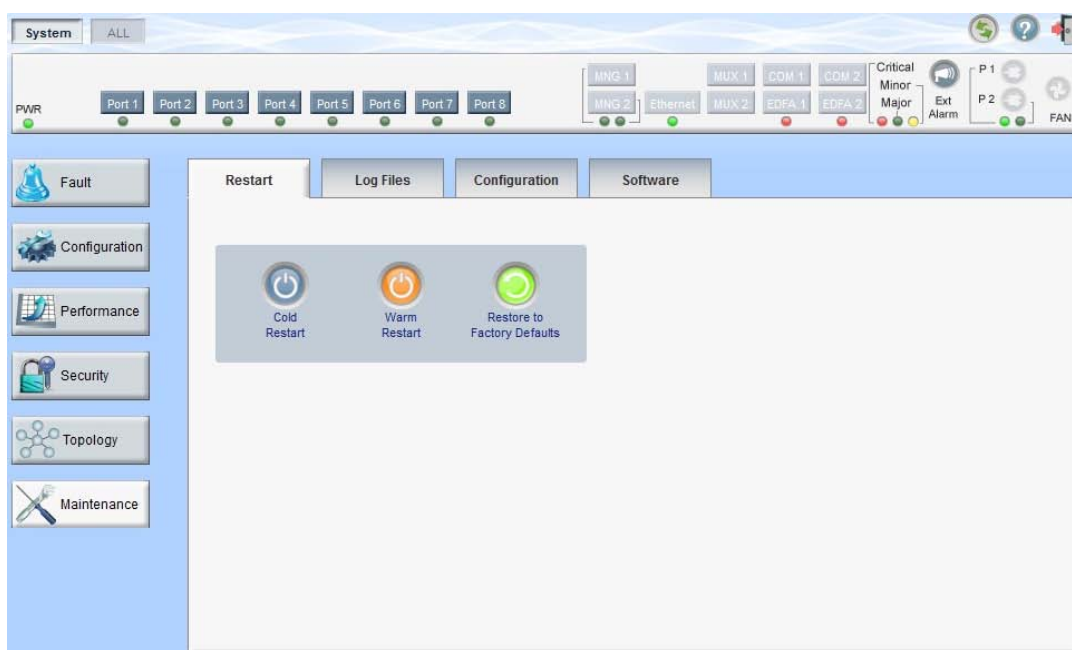 System ALL
MNG 1 MUX 1 COM 1 COM 2 Critical P 1
Minor
PWR Port 1 Port 2 Port 3 Port 4 Port 5 Port 6 Port 7 Port 8 MNG 2 Ethernet MUX 2 EDFA 1 EDFA 2 Major Ext P 2
Alarm FAN
Fault Restart Log Files Configuration Software
Configuration
Cold Warm Restore to
Restart Restart Factory Defaults
Performance
Security
Topology
Maintenance